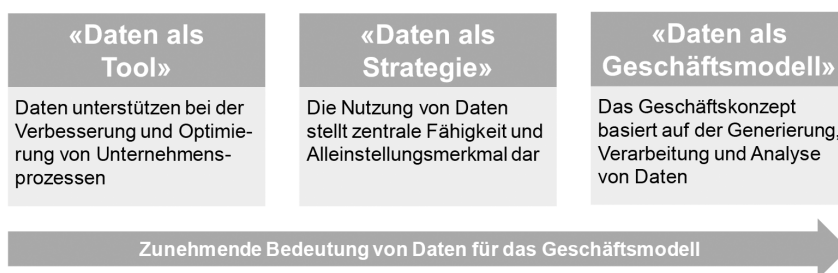 «Daten als
Tool»
Daten unterstützen bei der
Verbesserung und Optimie-
rung von Unternehmens-
prozessen
«Daten als
Strategie»
Die Nutzung von Daten
stellt zentrale Fähigkeit und
Alleinstellungsmerkmal dar
«Daten als
Geschäftsmodell»
Das Geschäftskonzept
basiert auf der Generierung,
Verarbeitung und Analyse
von Daten
Zunehmende Bedeutung von Daten für das Geschäftsmodell